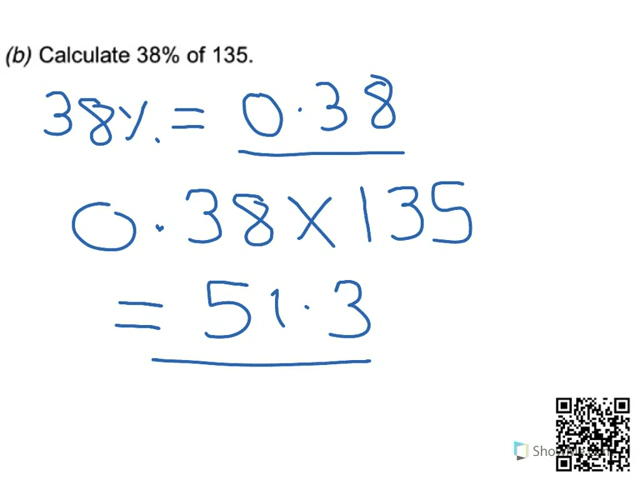 (b) Calculate 38% of 135.
38% = 0.38
0.38 X 135
= 51.3